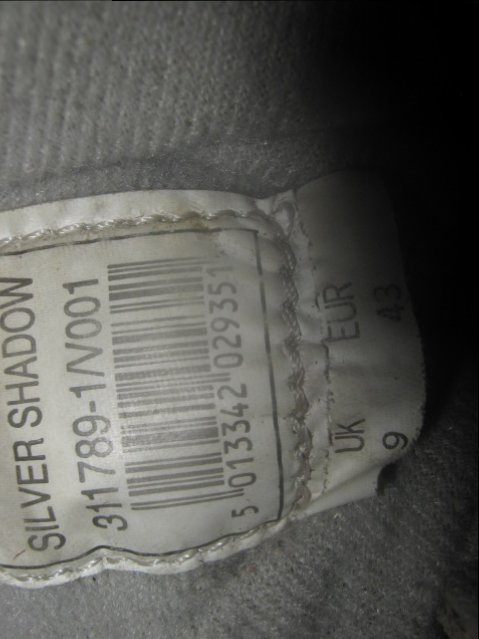 SILVER SHADOW
311789-1/V001
5 013342 029351
UK EUR
9 43